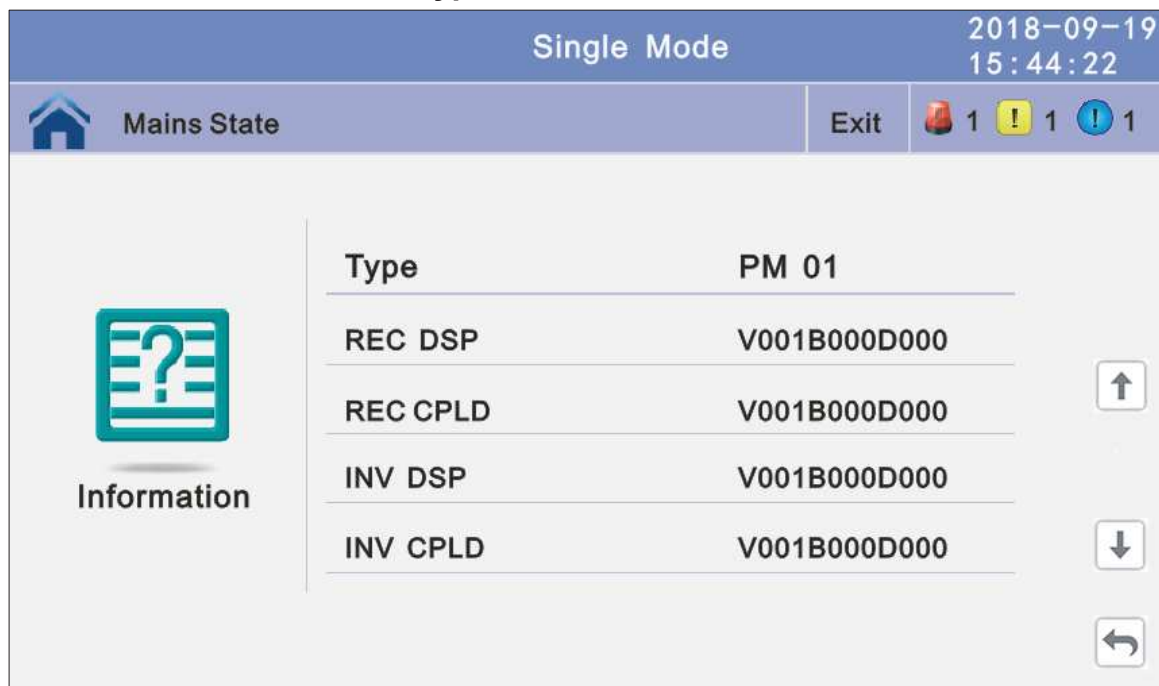 Single Mode
2018-09-19
15:44:22
Mains State
Exit
1
!
1
!
1
Type PM 01
REC DSP V001B000D000
REC CPLD V001B000D000
INV DSP V001B000D000
INV CPLD V001B000D000
?
Information